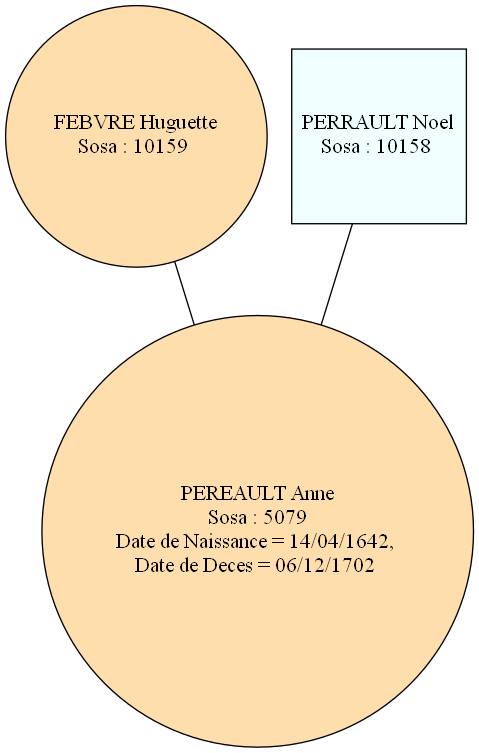 FEBVRE Huguette
Sosa : 10159
PERRAULT Noel
Sosa : 10158
PEREAULT Anne
Sosa : 5079
Date de Naissance = 14/04/1642,
Date de Deces = 06/12/1702